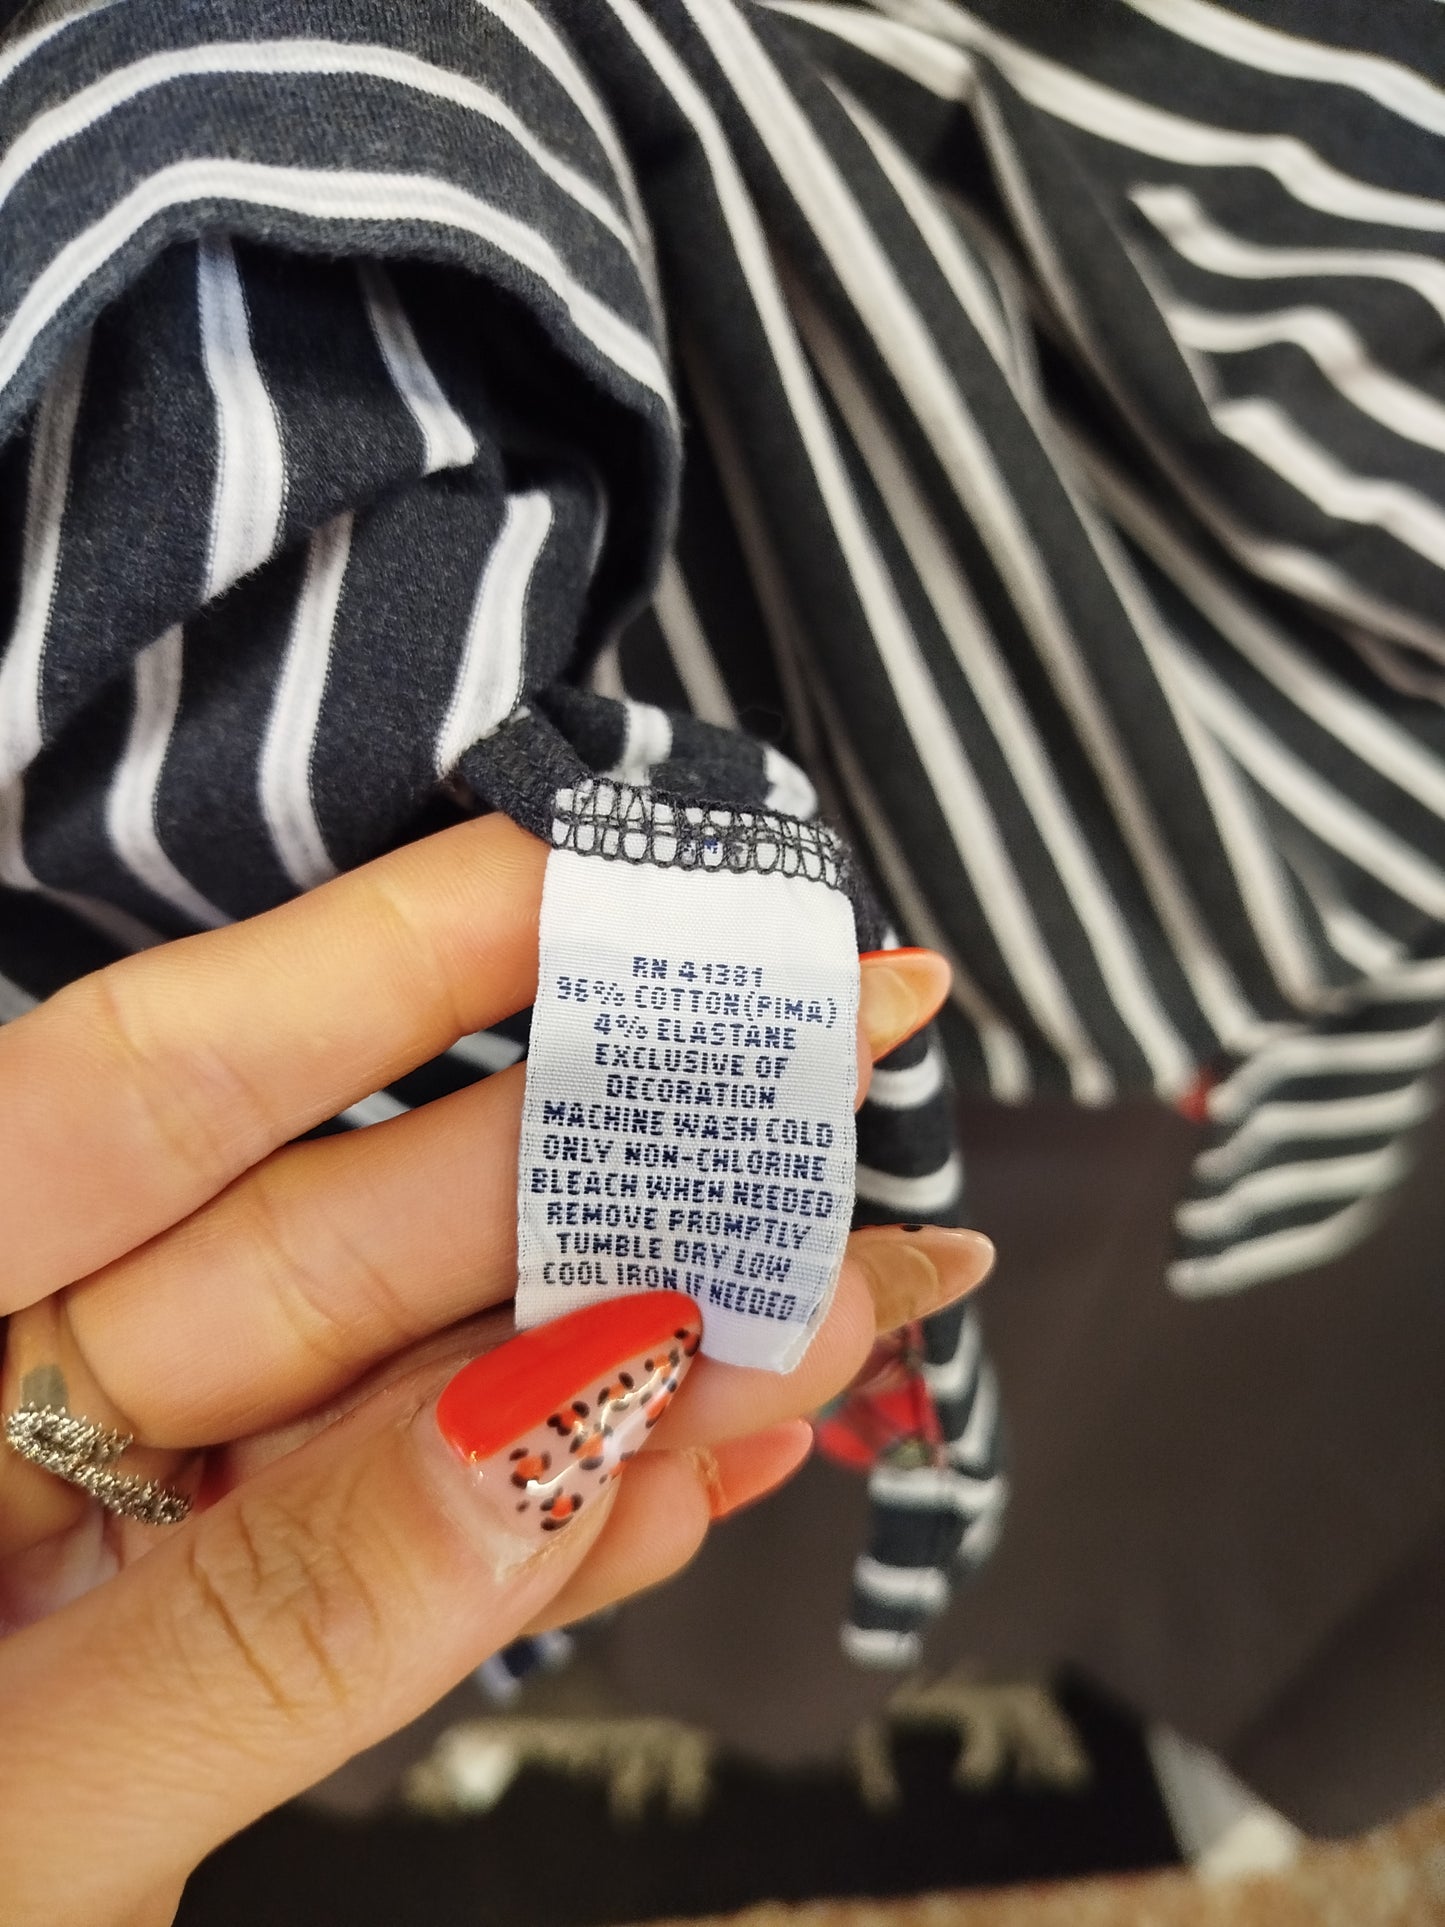 RN 41381
96% COTTON(PIMA)
4% ELASTANE
EXCLUSIVE OF
DECORATION
MACHINE WASH COLD
ONLY NON-CHLORINE
BLEACH WHEN NEEDED
REMOVE PROMPTLY
TUMBLE DRY LOW
COOL IRON IF NEEDED